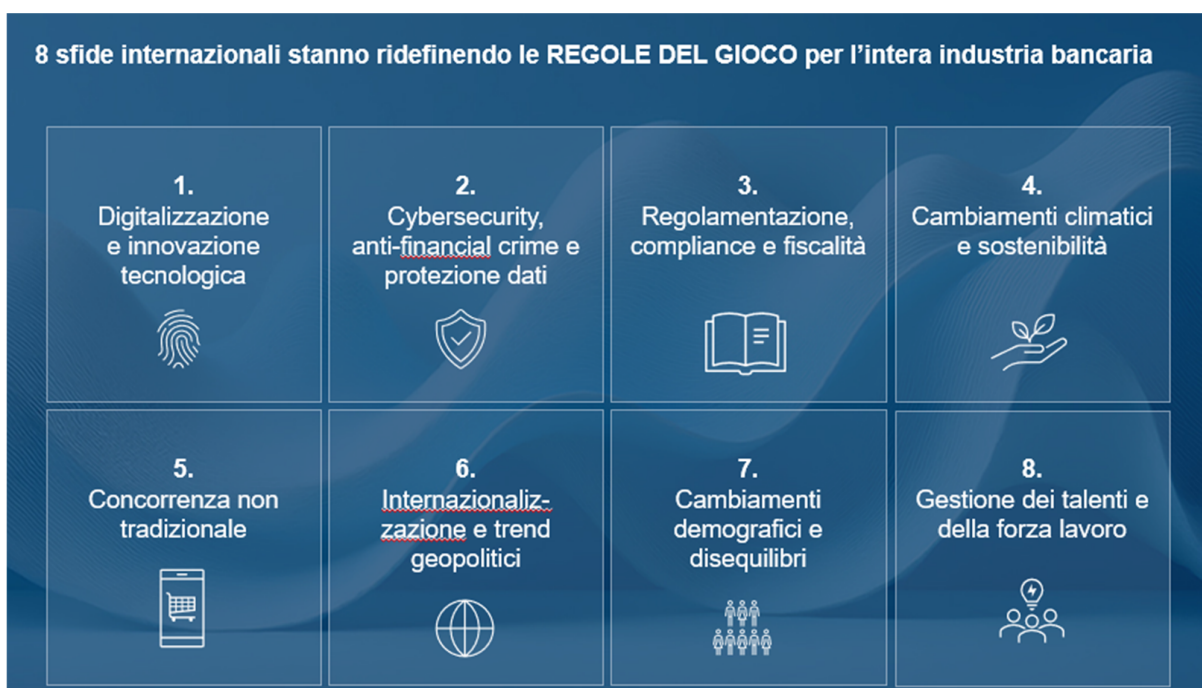 8 sfide internazionali stanno ridefinendo le REGOLE DEL GIOCO per l’intera industria bancaria
1.
Digitalizzazione
e innovazione
tecnologica
2.
Cybersecurity,
anti-financial crime e
protezione dati
3.
Regolamentazione,
compliance e fiscalità
4.
Cambiamenti climatici
e sostenibilità
5.
Concorrenza non
tradizionale
6.
Internazionaliz-
zazione e trend
geopolitici
7.
Cambiamenti
demografici e
disequilibri
8.
Gestione dei talenti e
della forza lavoro